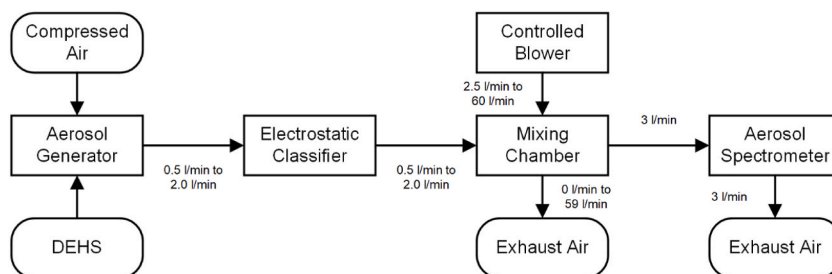 Compressed
Air
Controlled
Blower
2.5 l/min to
60 l/min
Aerosol
Generator
0.5 l/min to
2.0 l/min
Electrostatic
Classifier
0.5 l/min to
2.0 l/min
Mixing
Chamber
3 l/min
Aerosol
Spectrometer
0 l/min to
59 l/min
3 l/min
DEHS
Exhaust Air
Exhaust Air